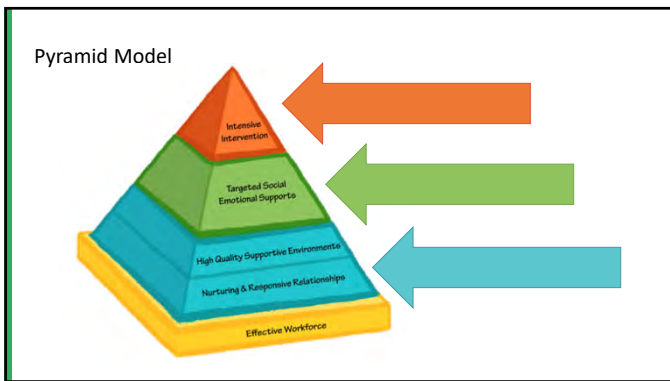 Pyramid Model
Intensive
Intervention
Targeted Social
Emotional Supports
High Quality Supportive Environments
Nurturing & Responsive Relationships
Effective Workforce